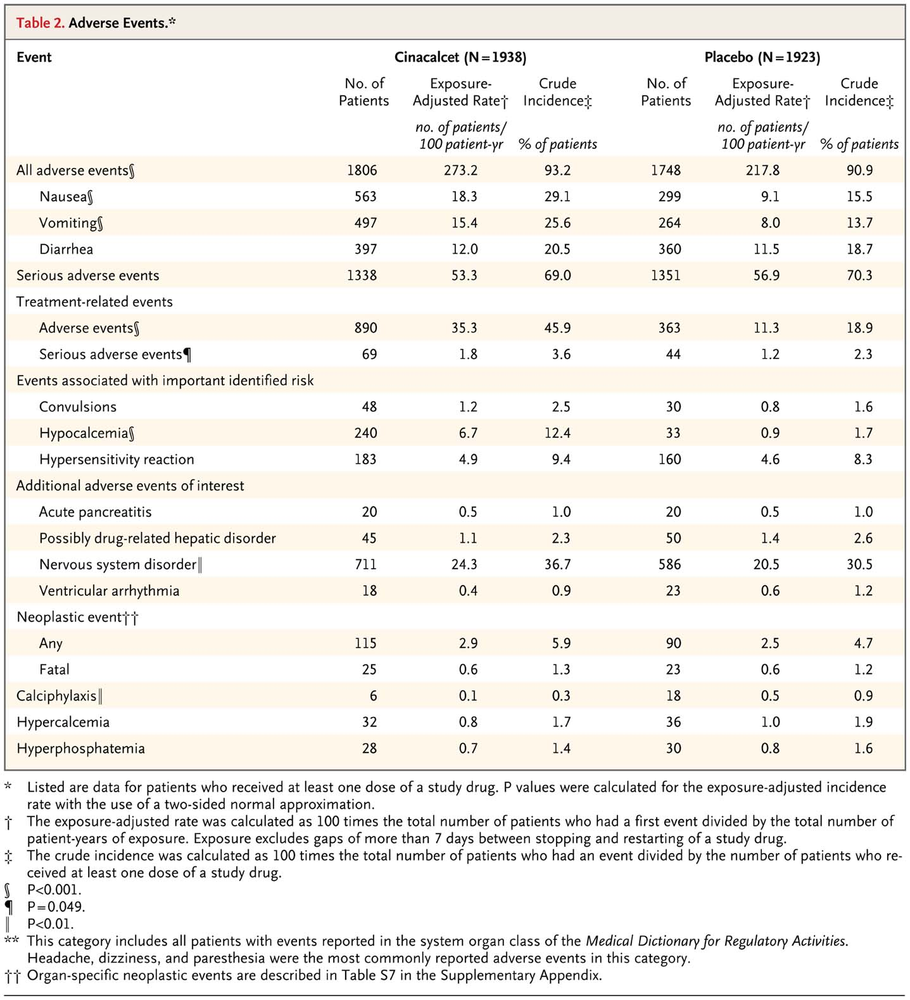 Table 2. Adverse Events.*
Event Cinacalcet (N=1938) Placebo (N=1923)
No. of Patients Exposure-Adjusted Rate† Crude Incidence‡ No. of Patients Exposure-Adjusted Rate† Crude Incidence‡
no. of patients/100 patient-yr % of patients no. of patients/100 patient-yr % of patients
All adverse events§ 1806 273.2 93.2 1748 217.8 90.9
Nausea§ 563 18.3 29.1 299 9.1 15.5
Vomiting§ 497 15.4 25.6 264 8.0 13.7
Diarrhea 397 12.0 20.5 360 11.5 18.7
Serious adverse events 1338 53.3 69.0 1351 56.9 70.3
Treatment-related events
Adverse events§ 890 35.3 45.9 363 11.3 18.9
Serious adverse events¶ 69 1.8 3.6 44 1.2 2.3
Events associated with important identified risk
Convulsions 48 1.2 2.5 30 0.8 1.6
Hypocalcemia§ 240 6.7 12.4 33 0.9 1.7
Hypersensitivity reaction 183 4.9 9.4 160 4.6 8.3
Additional adverse events of interest
Acute pancreatitis 20 0.5 1.0 20 0.5 1.0
Possibly drug-related hepatic disorder 45 1.1 2.3 50 1.4 2.6
Nervous system disorder‖ 711 24.3 36.7 586 20.5 30.5
Ventricular arrhythmia 18 0.4 0.9 23 0.6 1.2
Neoplastic event††
Any 115 2.9 5.9 90 2.5 4.7
Fatal 25 0.6 1.3 23 0.6 1.2
Calciphylaxis‖ 6 0.1 0.3 18 0.5 0.9
Hypercalcemia 32 0.8 1.7 36 1.0 1.9
Hyperphosphatemia 28 0.7 1.4 30 0.8 1.6
* Listed are data for patients who received at least one dose of a study drug. P values were calculated for the exposure-adjusted incidence
rate with the use of a two-sided normal approximation.
† The exposure-adjusted rate was calculated as 100 times the total number of patients who had a first event divided by the total number of
patient-years of exposure. Exposure excludes gaps of more than 7 days between stopping and restarting of a study drug.
‡ The crude incidence was calculated as 100 times the total number of patients who had an event divided by the number of patients who re-
ceived at least one dose of a study drug.
§ P<0.001.
¶ P=0.049.
‖ P<0.01.
** This category includes all patients with events reported in the system organ class of the Medical Dictionary for Regulatory Activities.
Headache, dizziness, and paresthesia were the most commonly reported adverse events in this category.
†† Organ-specific neoplastic events are described in Table S7 in the Supplementary Appendix.